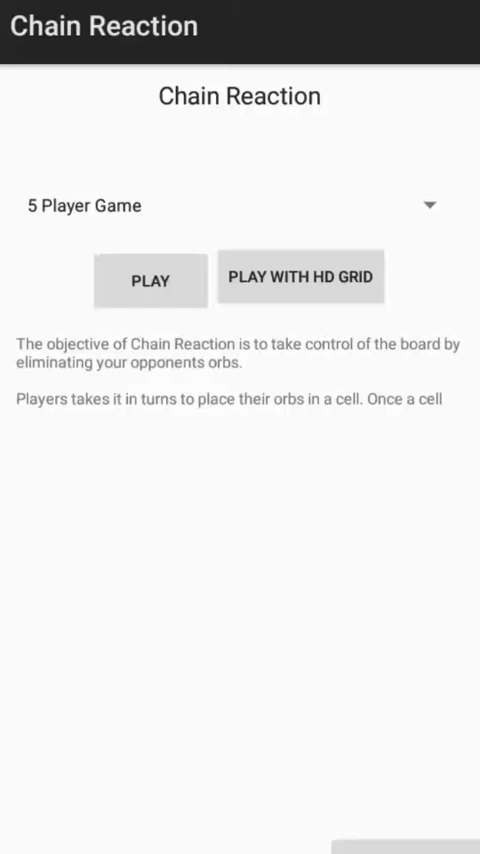 Chain Reaction
Chain Reaction
5 Player Game
PLAY
PLAY WITH HD GRID
The objective of Chain Reaction is to take control of the board by
eliminating your opponents orbs.
Players takes it in turns to place their orbs in a cell. Once a cell